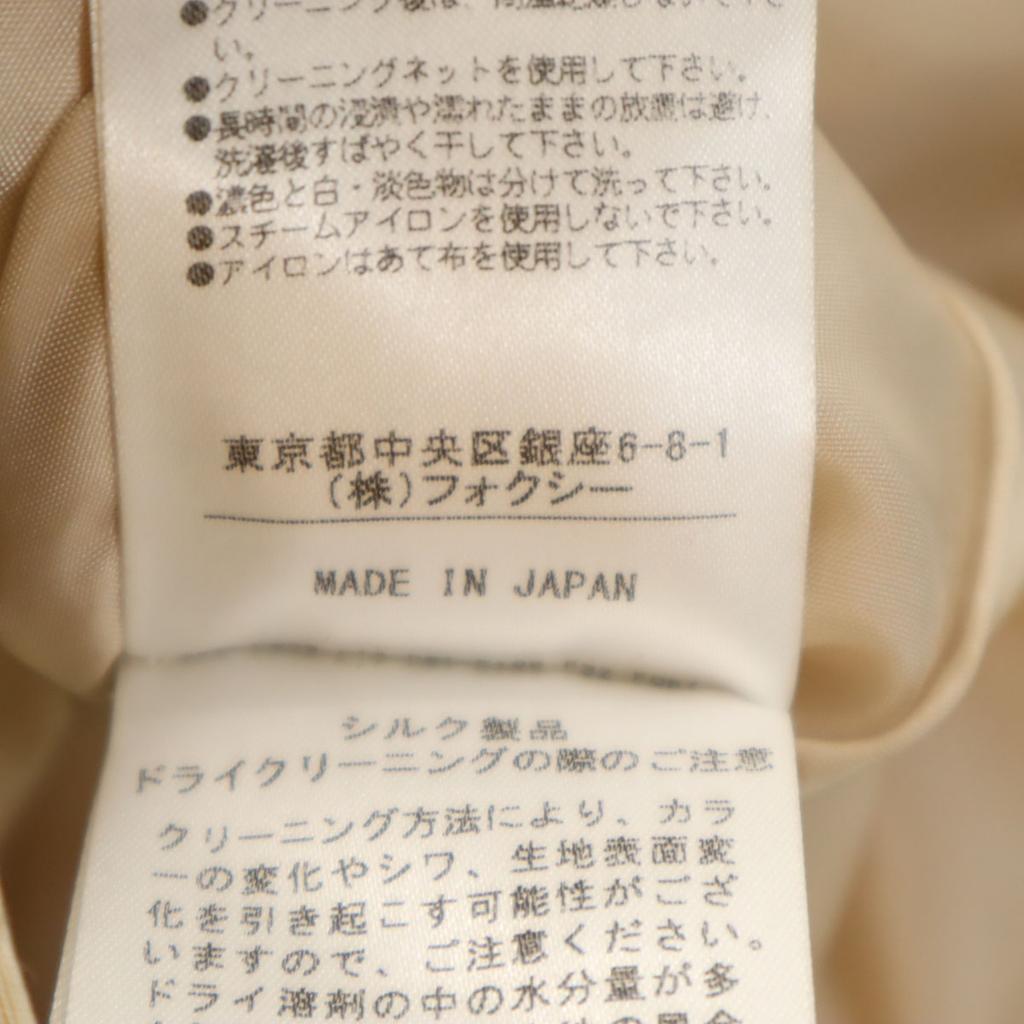 ●クリーニング後は、
い。
●クリーニングネットを使用して下さい。
●長時間の浸漬や濡れたままの放置は避け、
洗濯後すばやく干して下さい。
●濃色と白・淡色物は分けて洗って下さい。
●スチームアイロンを使用しないで下さい。
●アイロンはあて布を使用して下さい。
東京都中央区銀座6-8-1
(株)フォクシー
MADE IN JAPAN
シルク製品
ドライクリーニングの際のご注意
クリーニング方法により、カラ
ーの変化やシワ、生地表面変
化を引き起こす可能性がござ
いますので、ご注意ください。
ドライ溶剤の中の水分量が多